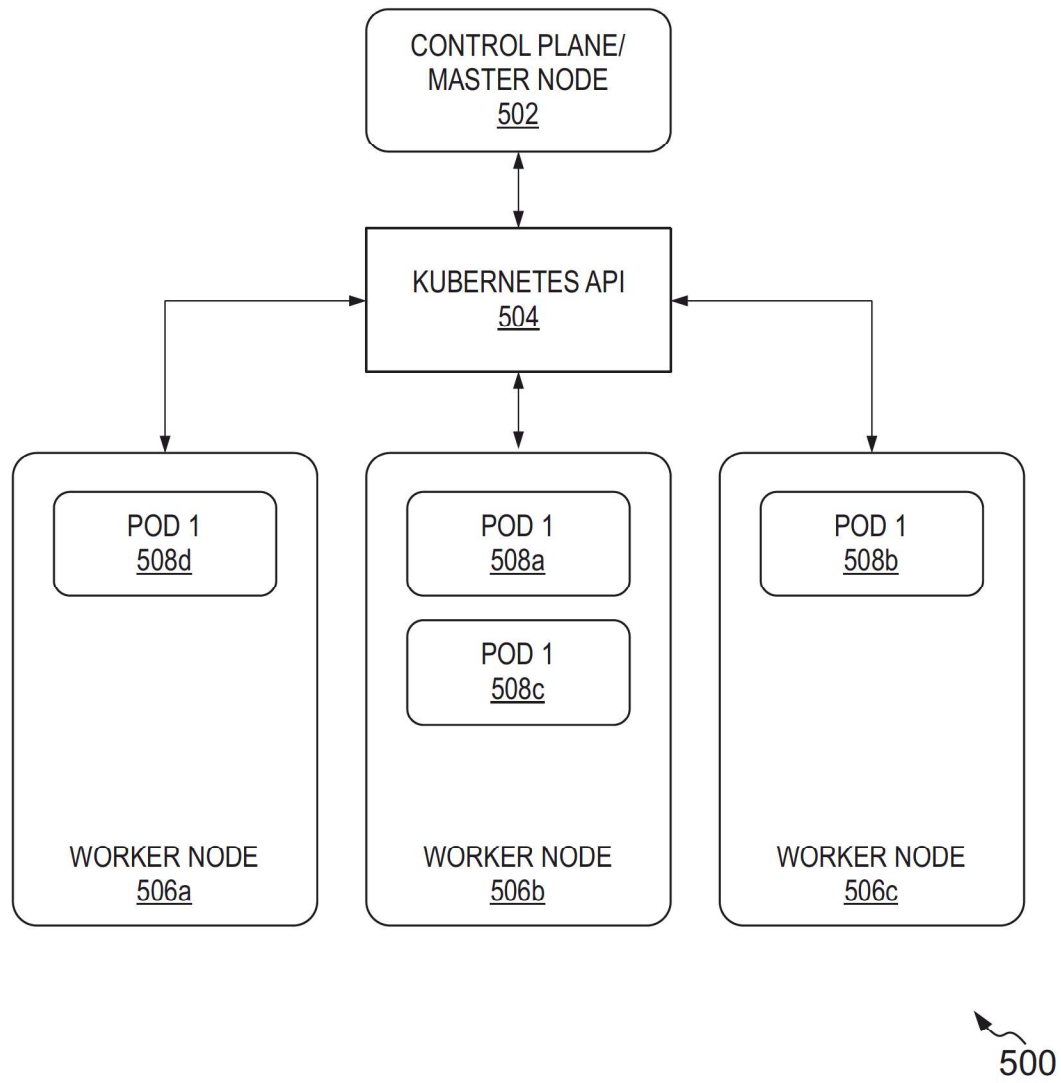 CONTROL PLANE/
MASTER NODE
502
KUBERNETES API
504
POD 1
508d
WORKER NODE
506a
POD 1
508a
POD 1
508c
WORKER NODE
506b
POD 1
508b
WORKER NODE
506c
500